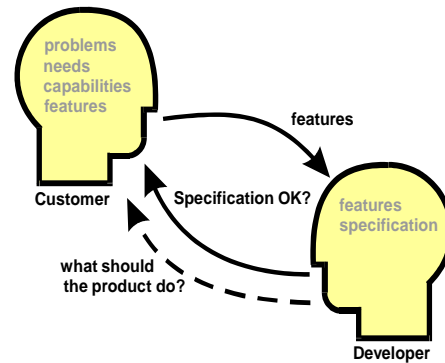 problems
needs
capabilities
features
features
Customer
Specification OK?
features
specification
what should
the product do?
Developer